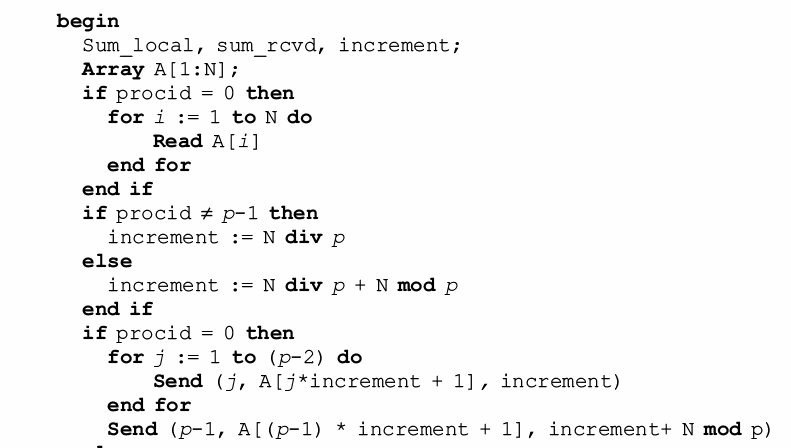 begin
Sum_local, sum_rcvd, increment;
Array A[1:N];
if procid = 0 then
for i := 1 to N do
Read A[i]
end for
end if
if procid ≠ p-1 then
increment := N div p
else
increment := N div p + N mod p
end if
if procid = 0 then
for j := 1 to (p-2) do
Send (j, A[j*increment + 1], increment)
end for
Send (p-1, A[(p-1) * increment + 1], increment+ N mod p)